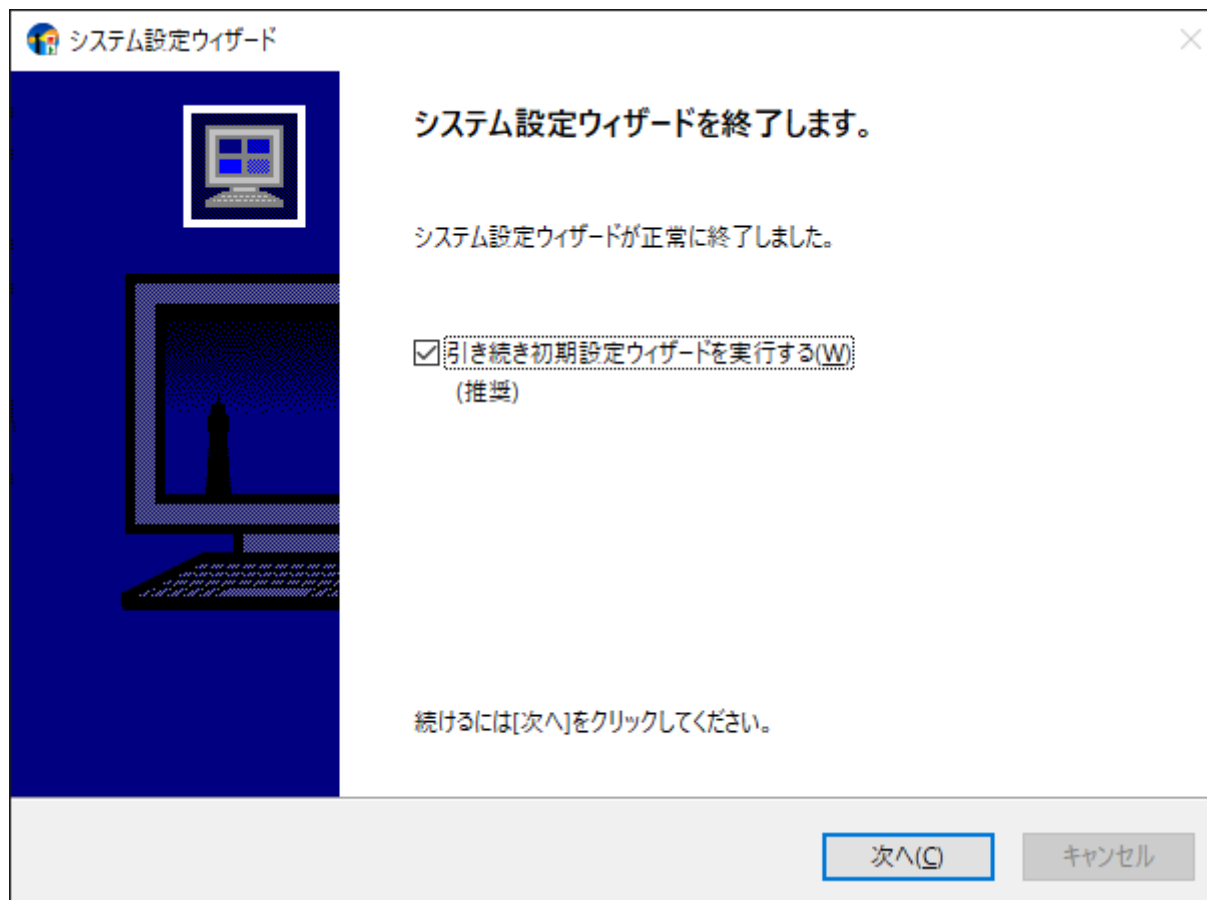 システム設定ウィザード
システム設定ウィザードを終了します。
システム設定ウィザードが正常に終了しました。
引き続き初期設定ウィザードを実行する(W)
(推奨)
続けるには[次へ]をクリックしてください。
次へ(C)
キャンセル